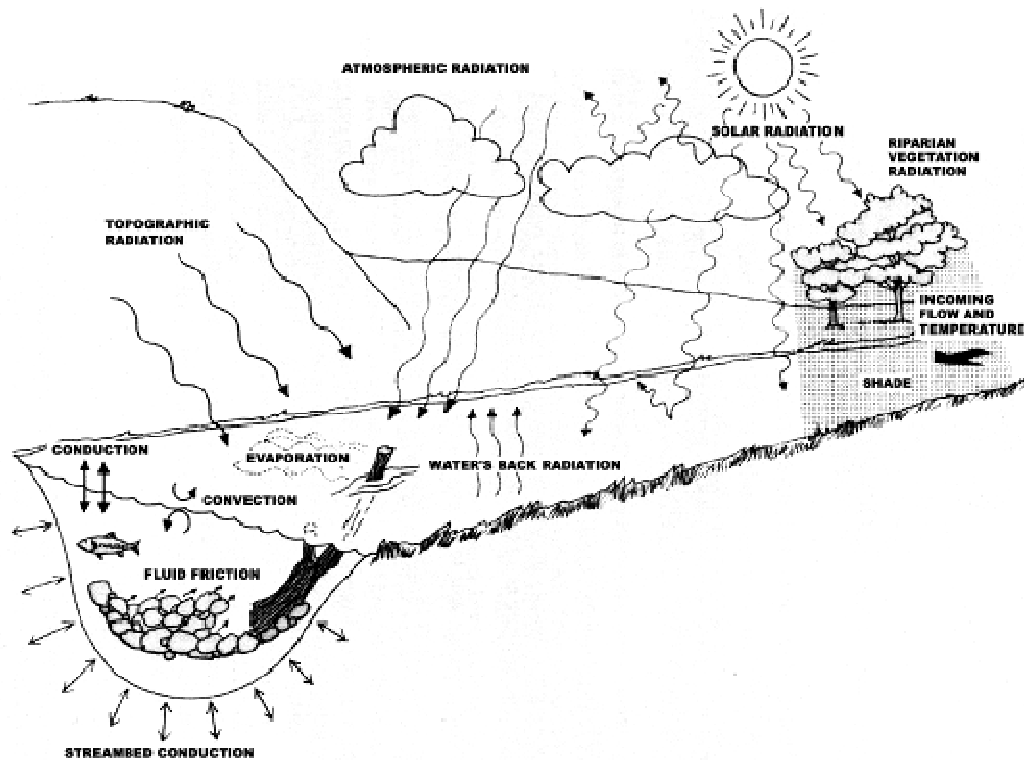 ATMOSPHERIC RADIATION
SOLAR RADIATION
RIPARIAN
VEGETATION
RADIATION
TOPOGRAPHIC
RADIATION
INCOMING
FLOW AND
TEMPERATURE
SHADE
CONDUCTION
EVAPORATION
WATER'S BACK RADIATION
CONVECTION
FLUID FRICTION
STREAMBED CONDUCTION